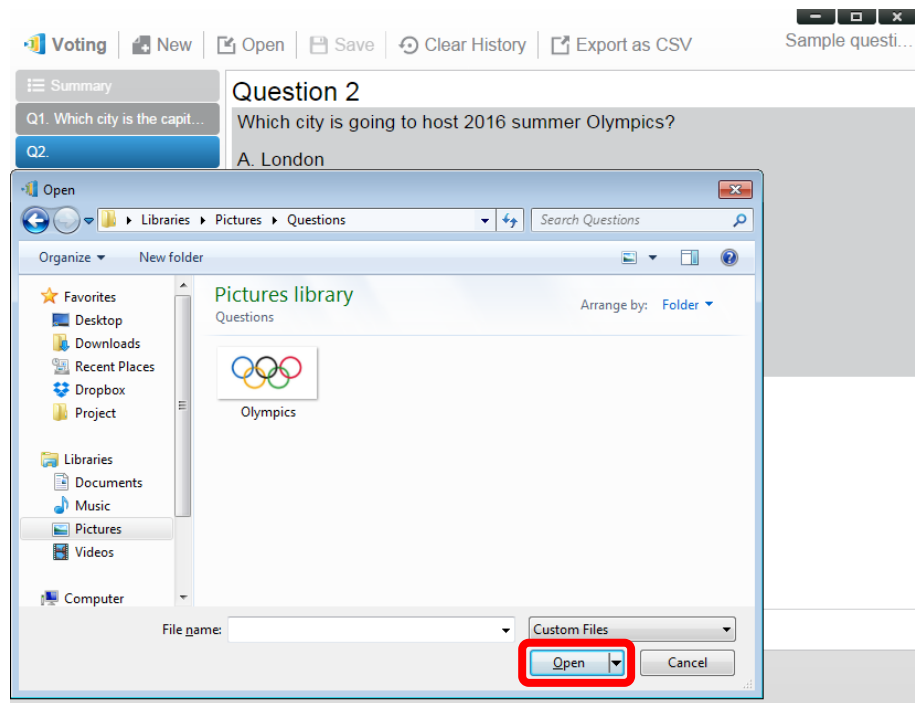 Voting New Open Save Clear History Export as CSV Sample questi...
Summary
Question 2
Q1. Which city is the capit...
Which city is going to host 2016 summer Olympics?
Q2.
A. London
Open
Libraries Pictures Questions
Search Questions
Organize New folder
Favorites
Desktop
Downloads
Recent Places
Dropbox
Project
Libraries
Documents
Music
Pictures
Videos
Computer
Pictures library
Questions
Arrange by: Folder
Olympics
File name:
Custom Files
Open Cancel